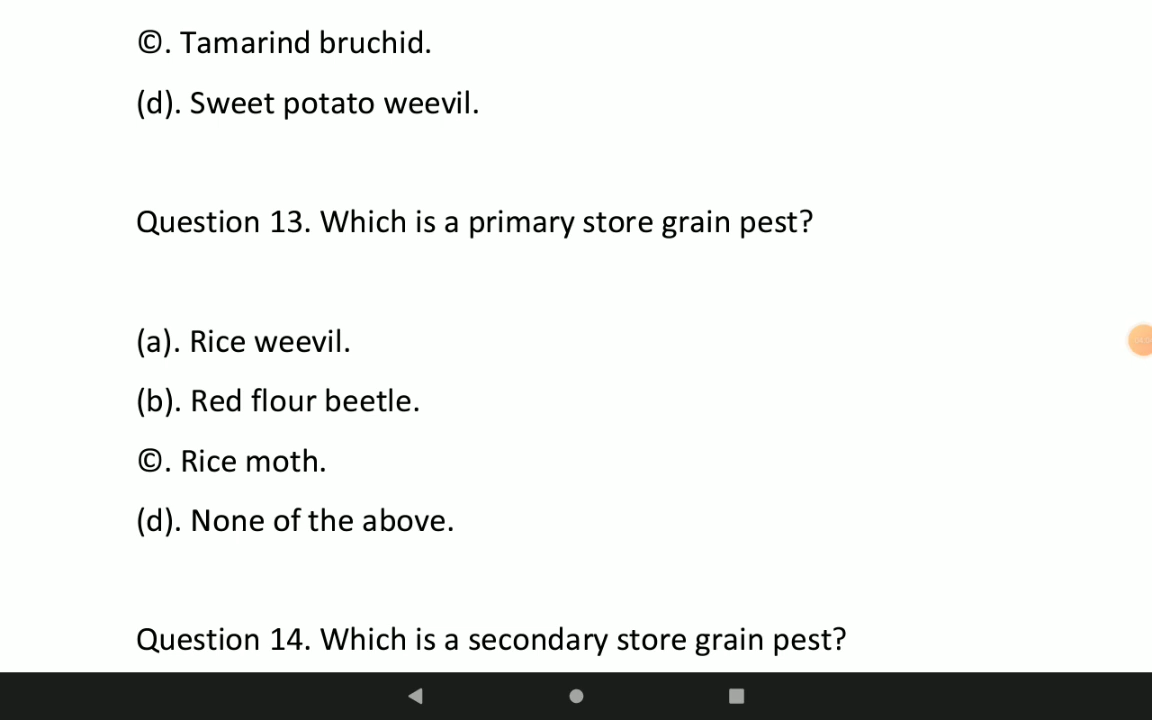 ©. Tamarind bruchid.
(d). Sweet potato weevil.
Question 13. Which is a primary store grain pest?
(a). Rice weevil.
(b). Red flour beetle.
©. Rice moth.
(d). None of the above.
Question 14. Which is a secondary store grain pest?